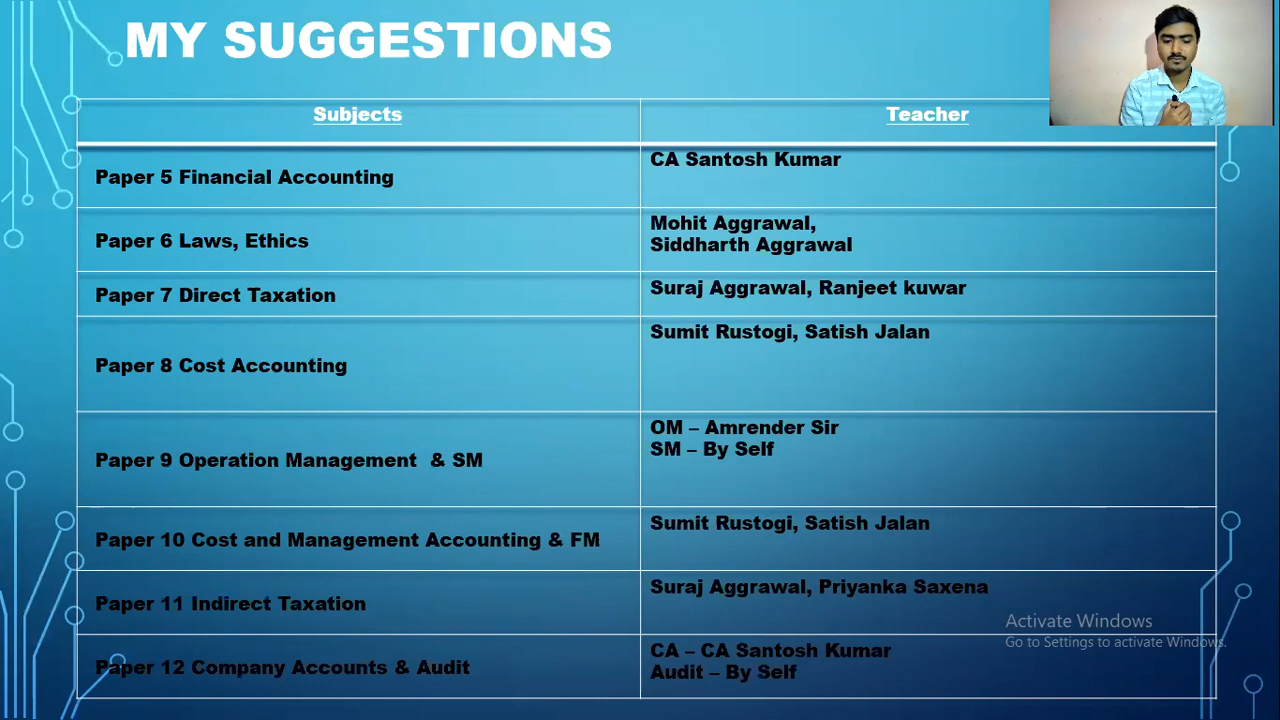 MY SUGGESTIONS
Subjects
Teacher
Paper 5 Financial Accounting
CA Santosh Kumar
Paper 6 Laws, Ethics
Mohit Aggrawal,
Siddharth Aggrawal
Paper 7 Direct Taxation
Suraj Aggrawal, Ranjeet kuwar
Paper 8 Cost Accounting
Sumit Rustogi, Satish Jalan
Paper 9 Operation Management & SM
OM – Amrender Sir
SM – By Self
Paper 10 Cost and Management Accounting & FM
Sumit Rustogi, Satish Jalan
Paper 11 Indirect Taxation
Suraj Aggrawal, Priyanka Saxena
Paper 12 Company Accounts & Audit
CA – CA Santosh Kumar
Audit – By Self
Activate Windows
Go to Settings to activate Windows.